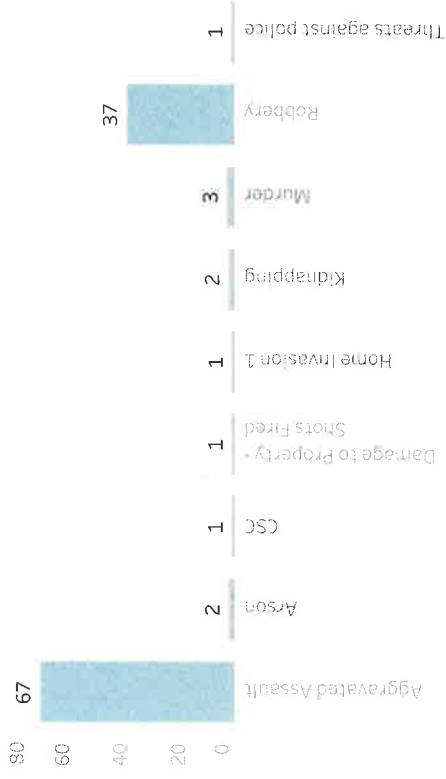 80
60
40
20
0
67
2
1
1
1
2
3
37
1
Aggravated Assault
Arson
CSC
Damage to Property *
Shots Fired
Home Invasion 1
Kidnapping
Murder
Robbery
Threats against police